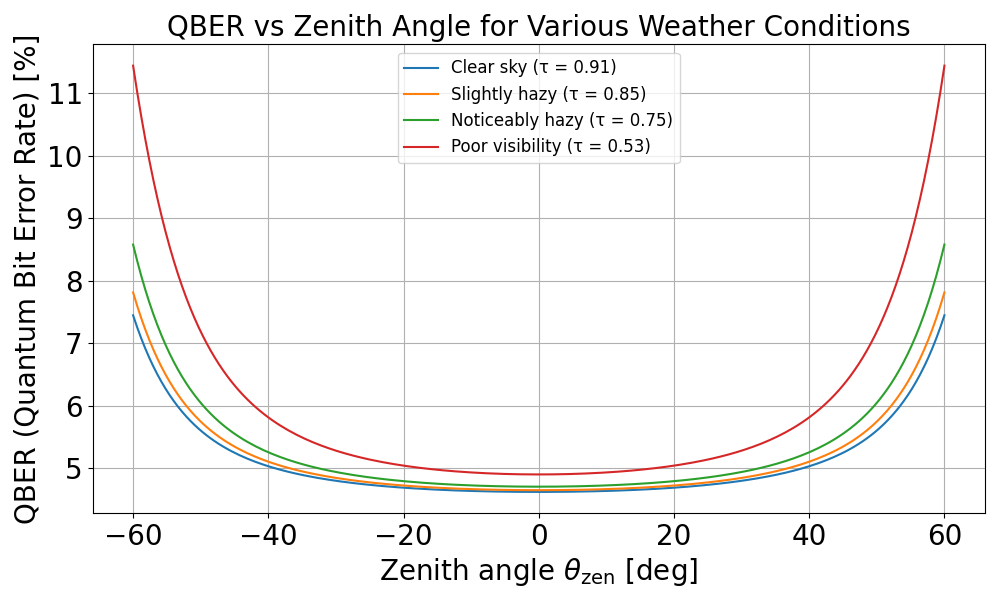 QBER vs Zenith Angle for Various Weather Conditions
QBER (Quantum Bit Error Rate) [%]
11
10
9
8
7
6
5
Clear sky (τ = 0.91)
Slightly hazy (τ = 0.85)
Noticeably hazy (τ = 0.75)
Poor visibility (τ = 0.53)
−60 −40 −20 0 20 40 60
Zenith angle θzen [deg]